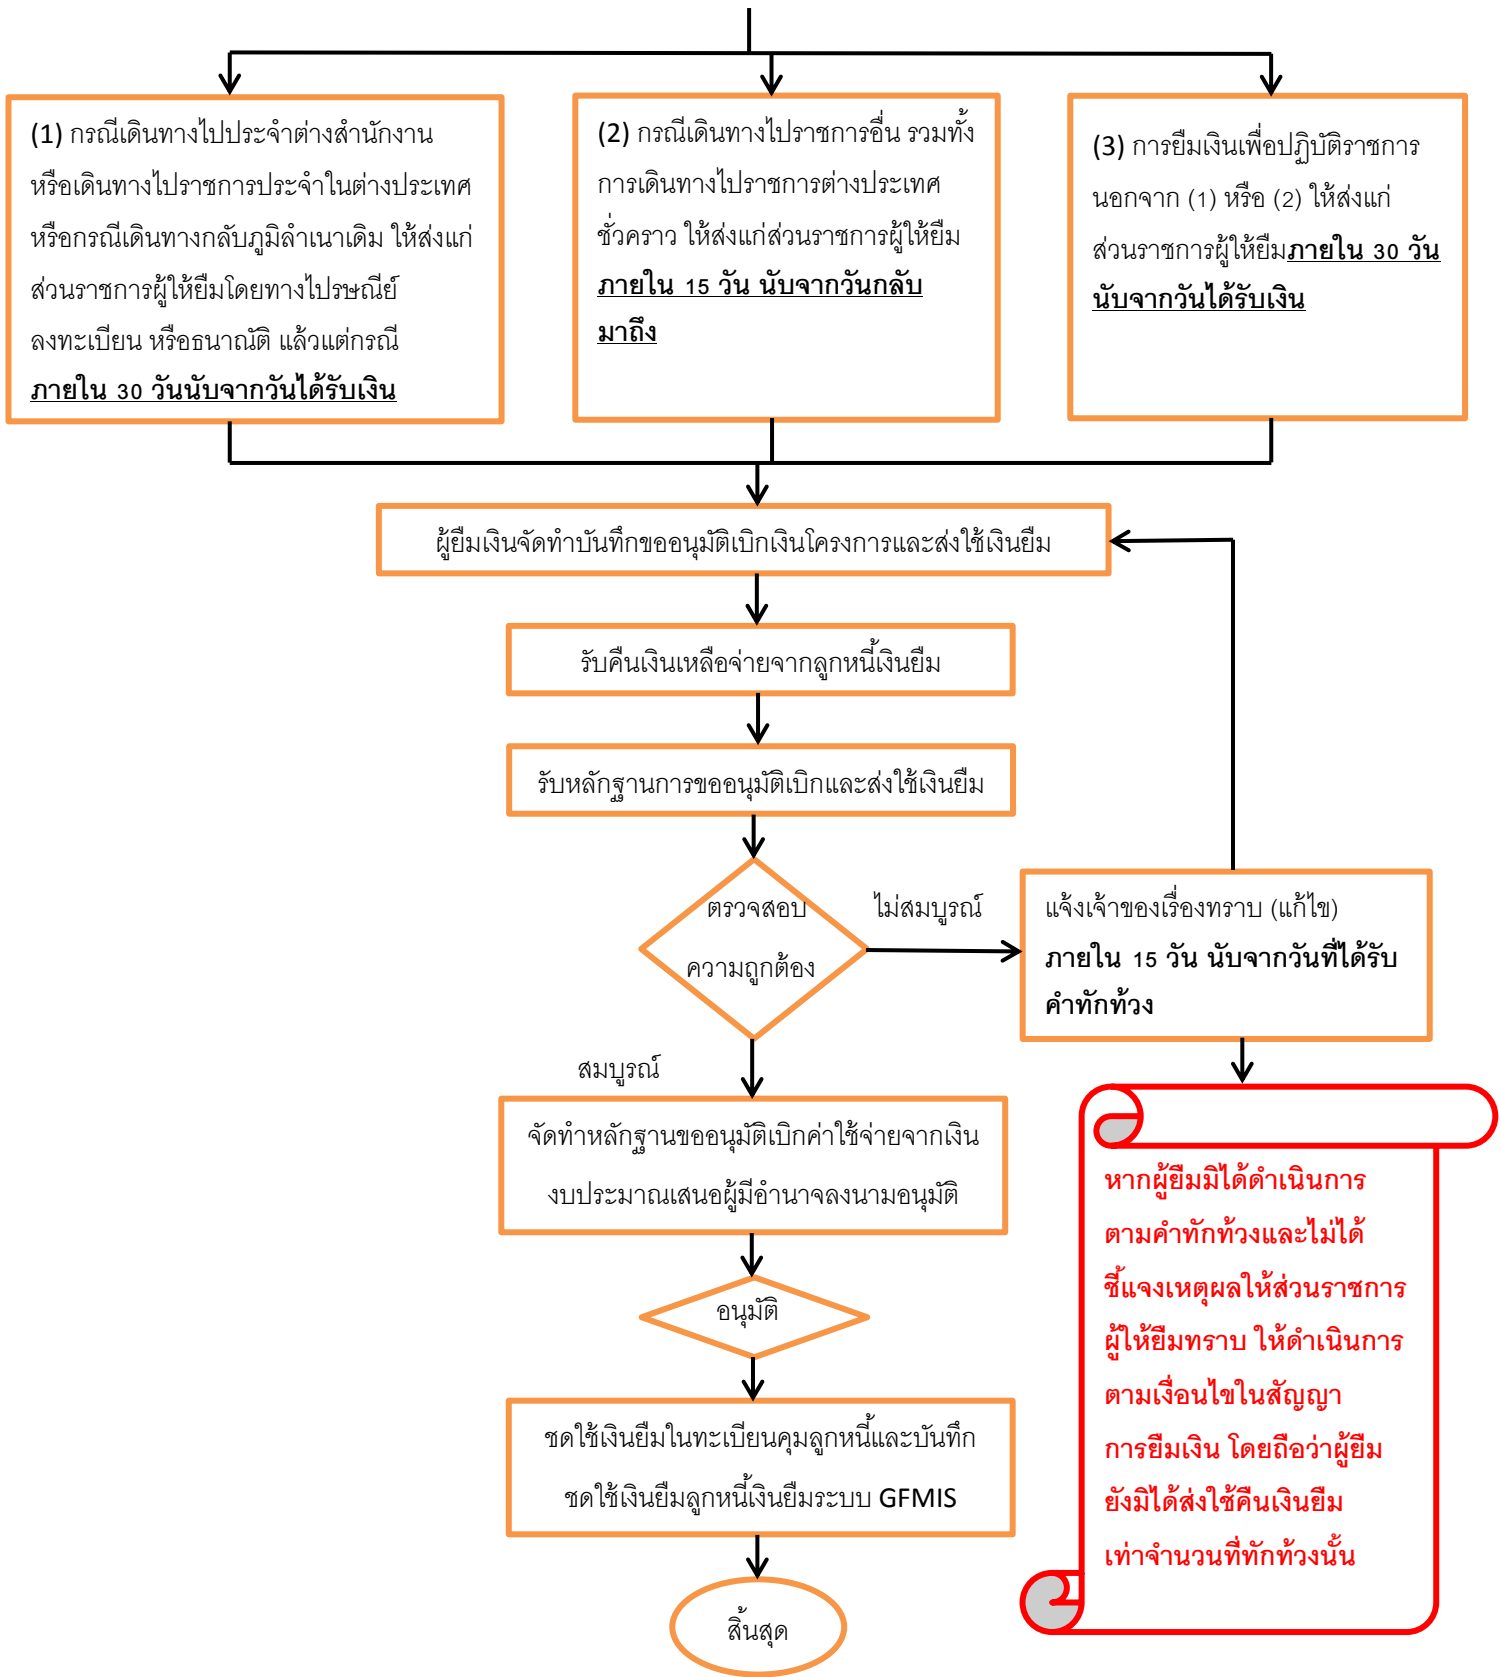 (1) กรณีเดินทางไปประจำต่างสำนักงาน
หรือเดินทางไปราชการประจำในต่างประเทศ
หรือกรณีเดินทางกลับภูมิลำเนาเดิม ให้ส่งแก่
ส่วนราชการผู้ให้ยืมโดยทางไปรษณีย์
ลงทะเบียน หรือธนาณัติ แล้วแต่กรณี
ภายใน 30 วันนับจากวันได้รับเงิน
(2) กรณีเดินทางไปราชการอื่น รวมทั้ง
การเดินทางไปราชการต่างประเทศ
ชั่วคราว ให้ส่งแก่ส่วนราชการผู้ให้ยืม
ภายใน 15 วัน นับจากวันกลับ
มาถึง
(3) การยืมเงินเพื่อปฏิบัติราชการ
นอกจาก (1) หรือ (2) ให้ส่งแก่
ส่วนราชการผู้ให้ยืมภายใน 30 วัน
นับจากวันได้รับเงิน
ผู้ยืมเงินจัดทำบันทึกขออนุมัติเบิกเงินโครงการและส่งใช้เงินยืม
รับคืนเงินเหลือจ่ายจากลูกหนี้เงินยืม
รับหลักฐานการขออนุมัติเบิกและส่งใช้เงินยืม
ตรวจสอบ
ความถูกต้อง
ไม่สมบูรณ์
แจ้งเจ้าของเรื่องทราบ (แก้ไข)
ภายใน 15 วัน นับจากวันที่ได้รับ
คำทักท้วง
สมบูรณ์
จัดทำหลักฐานขออนุมัติเบิกค่าใช้จ่ายจากเงิน
งบประมาณเสนอผู้มีอำนาจลงนามอนุมัติ
อนุมัติ
ชดใช้เงินยืมในทะเบียนคุมลูกหนี้และบันทึก
ชดใช้เงินยืมลูกหนี้เงินยืมระบบ GFMIS
สิ้นสุด
หากผู้ยืมมิได้ดำเนินการ
ตามคำทักท้วงและไม่ได้
ชี้แจงเหตุผลให้ส่วนราชการ
ผู้ให้ยืมทราบ ให้ดำเนินการ
ตามเงื่อนไขในสัญญา
การยืมเงิน โดยถือว่าผู้ยืม
ยังมิได้ส่งใช้คืนเงินยืม
เท่าจำนวนที่ทักท้วงนั้น